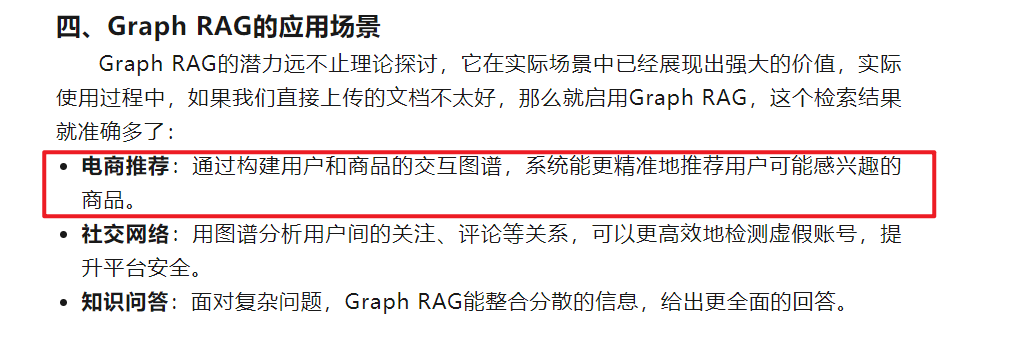 四、Graph RAG的应用场景
Graph RAG的潜力远不止理论探讨，它在实际场景中已经展现出强大的价值，实际
使用过程中，如果我们直接上传的文档不太好，那么就启用Graph RAG，这个检索结果
就准确多了：
• 电商推荐：通过构建用户和商品的交互图谱，系统能更精准地推荐用户可能感兴趣的
商品。
• 社交网络：用图谱分析用户间的关注、评论等关系，可以更高效地检测虚假账号，提
升平台安全。
• 知识问答：面对复杂问题，Graph RAG能整合分散的信息，给出更全面的回答。